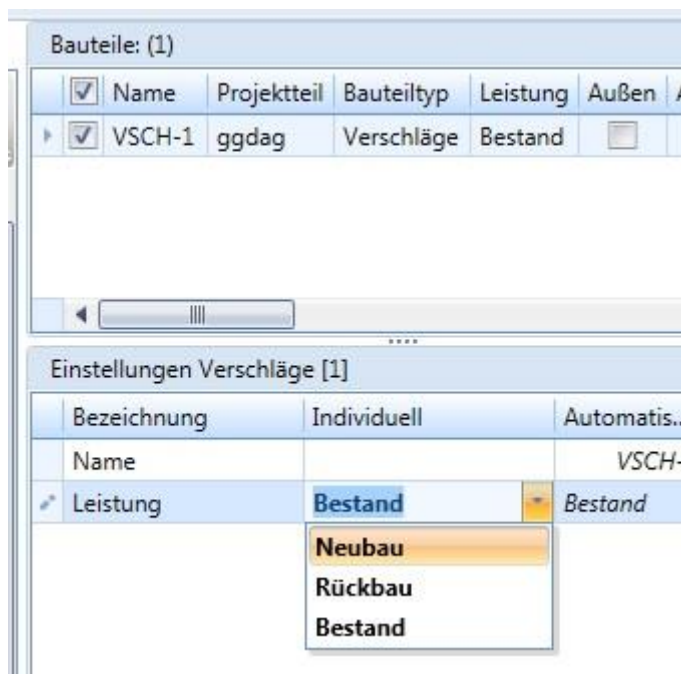 Bauteile: (1)
Name Projektteil Bauteiltyp Leistung Außen
VSCH-1 ggdag Verschläge Bestand
Einstellungen Verschläge [1]
Bezeichnung Individuell Automatis...
Name VSCH-
Leistung Bestand Bestand
Neubau
Rückbau
Bestand